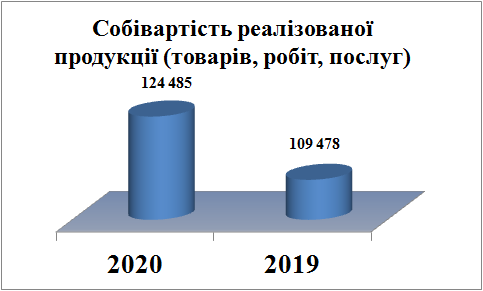 Собівартість реалізованої
продукції (товарів, робіт, послуг)
124 485
109 478
2020
2019